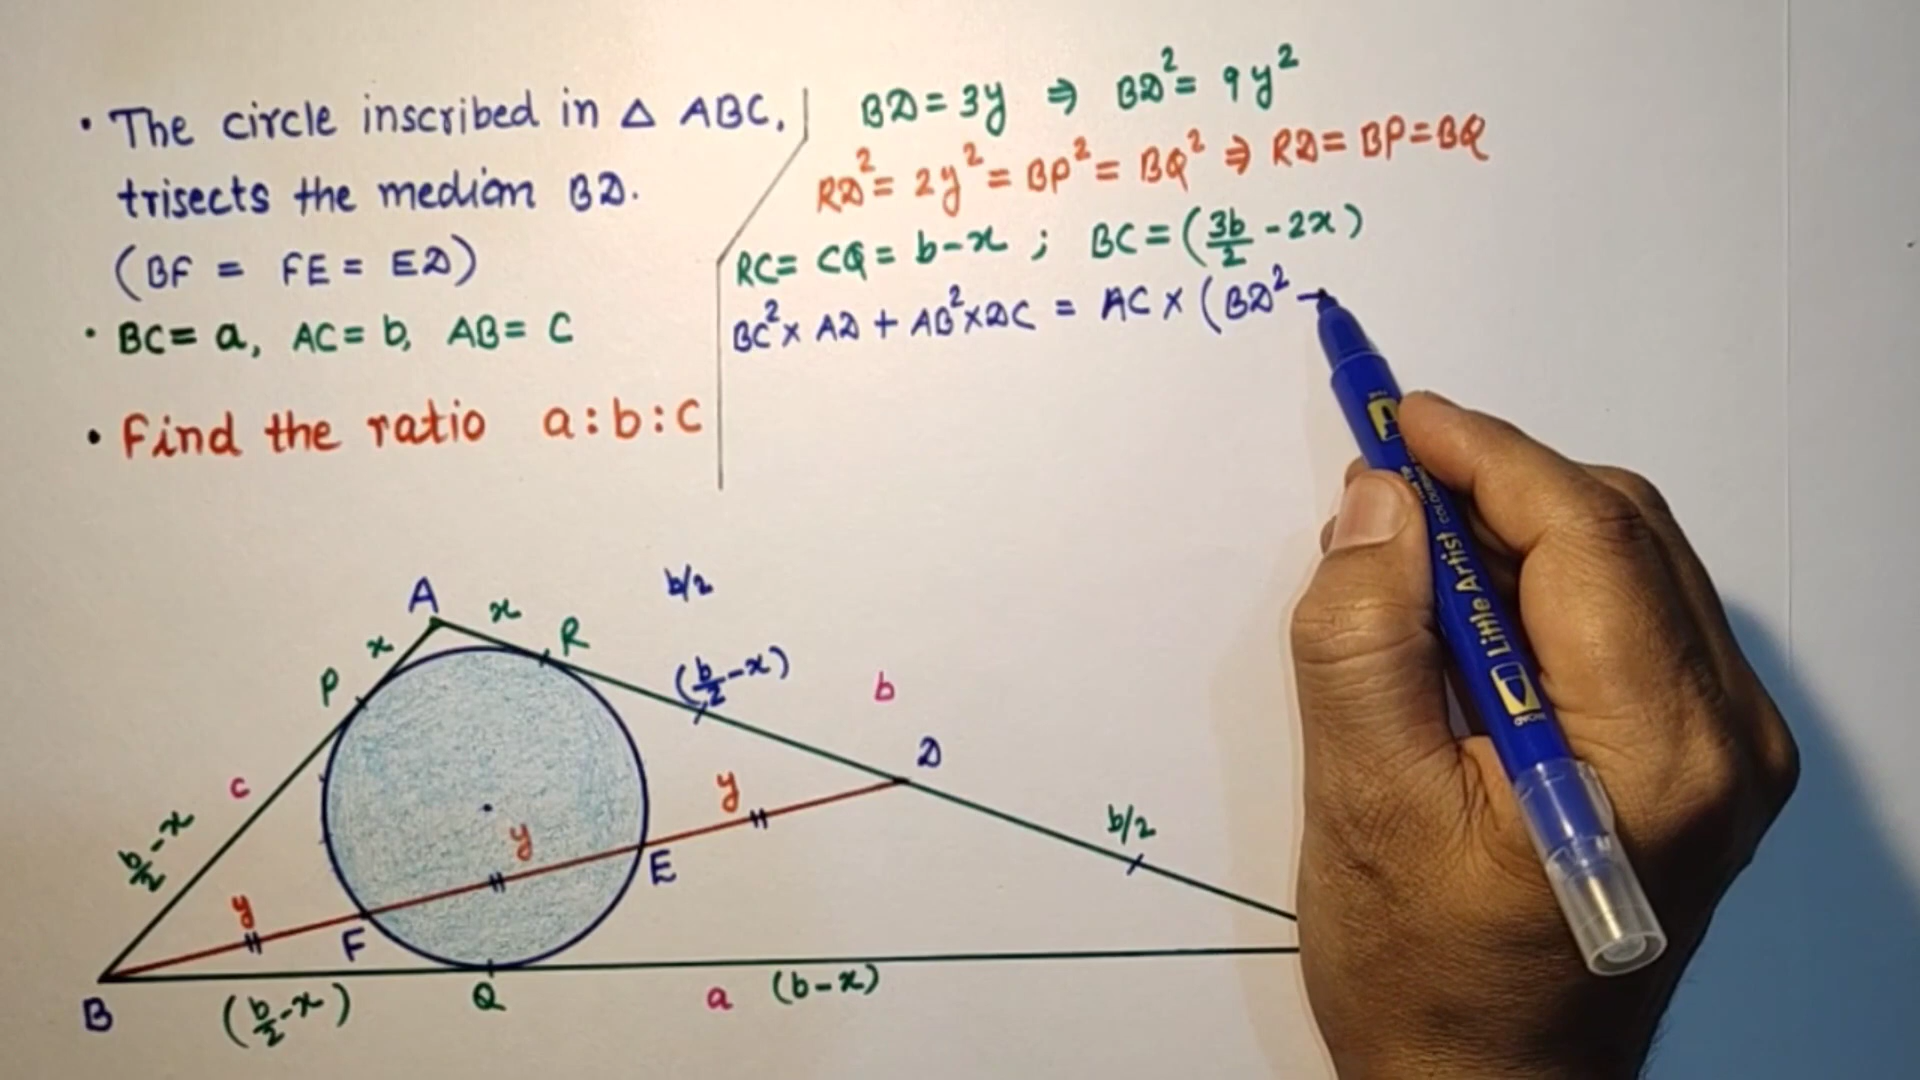 • The circle inscribed in △ ABC,
trisects the median BD.
(BF = FE = ED)
• BC = a, AC = b, AB = c
• Find the ratio a : b : c
BD = 3y ⇒ BD² = 9y²
RD² = 2y² = BP² = BQ² ⇒ RD = BP = BQ
RC = CQ = b-x ; BC = (3b/2 - 2x)
BC² × AD + AB² × DC = AC × (BD² -
A
x
R
b/2
x
P
(b/2 - x)
b
D
c
y
b/2
b/2 - x
y
E
y
F
B
(b/2 - x)
Q
a
(b-x)
Little Artist